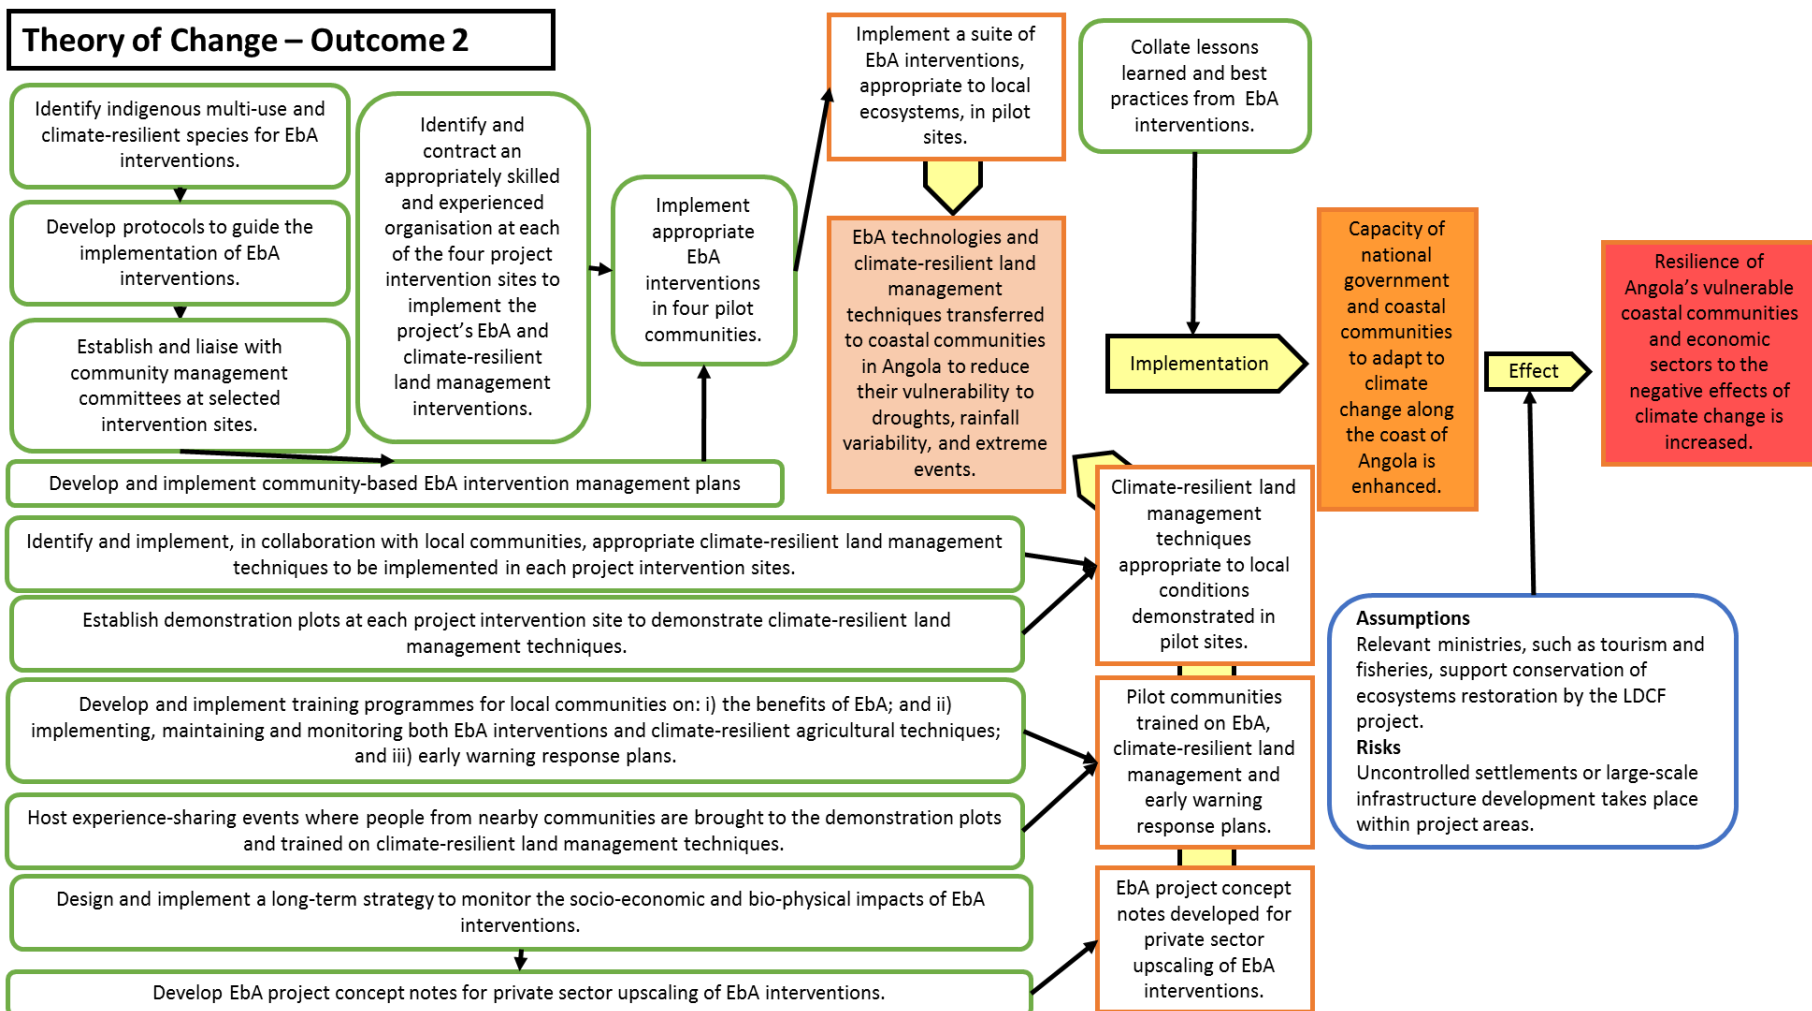 Theory of Change – Outcome 2
Identify indigenous multi-use and
climate-resilient species for EbA
interventions.
Develop protocols to guide the
implementation of EbA
interventions.
Establish and liaise with
community management
committees at selected
intervention sites.
Develop and implement community-based EbA intervention management plans
Identify and
contract an
appropriately skilled
and experienced
organisation at each
of the four project
intervention sites to
implement the
project’s EbA and
climate-resilient
land management
interventions.
Implement
appropriate
EbA
interventions
in four pilot
communities.
Implement a suite of
EbA interventions,
appropriate to local
ecosystems, in pilot
sites.
EbA technologies and
climate-resilient land
management
techniques transferred
to coastal communities
in Angola to reduce
their vulnerability to
droughts, rainfall
variability, and extreme
events.
Collate lessons
learned and best
practices from EbA
interventions.
Implementation
Capacity of
national
government
and coastal
communities
to adapt to
climate
change along
the coast of
Angola is
enhanced.
Effect
Resilience of
Angola’s vulnerable
coastal communities
and economic
sectors to the
negative effects of
climate change is
increased.
Identify and implement, in collaboration with local communities, appropriate climate-resilient land management
techniques to be implemented in each project intervention sites.
Establish demonstration plots at each project intervention site to demonstrate climate-resilient land
management techniques.
Climate-resilient land
management
techniques
appropriate to local
conditions
demonstrated in
pilot sites.
Develop and implement training programmes for local communities on: i) the benefits of EbA; and ii)
implementing, maintaining and monitoring both EbA interventions and climate-resilient agricultural techniques;
and iii) early warning response plans.
Host experience-sharing events where people from nearby communities are brought to the demonstration plots
and trained on climate-resilient land management techniques.
Pilot communities
trained on EbA,
climate-resilient land
management and
early warning
response plans.
Design and implement a long-term strategy to monitor the socio-economic and bio-physical impacts of EbA
interventions.
Develop EbA project concept notes for private sector upscaling of EbA interventions.
EbA project concept
notes developed for
private sector
upscaling of EbA
interventions.
Assumptions
Relevant ministries, such as tourism and
fisheries, support conservation of
ecosystems restoration by the LDCF
project.
Risks
Uncontrolled settlements or large-scale
infrastructure development takes place
within project areas.